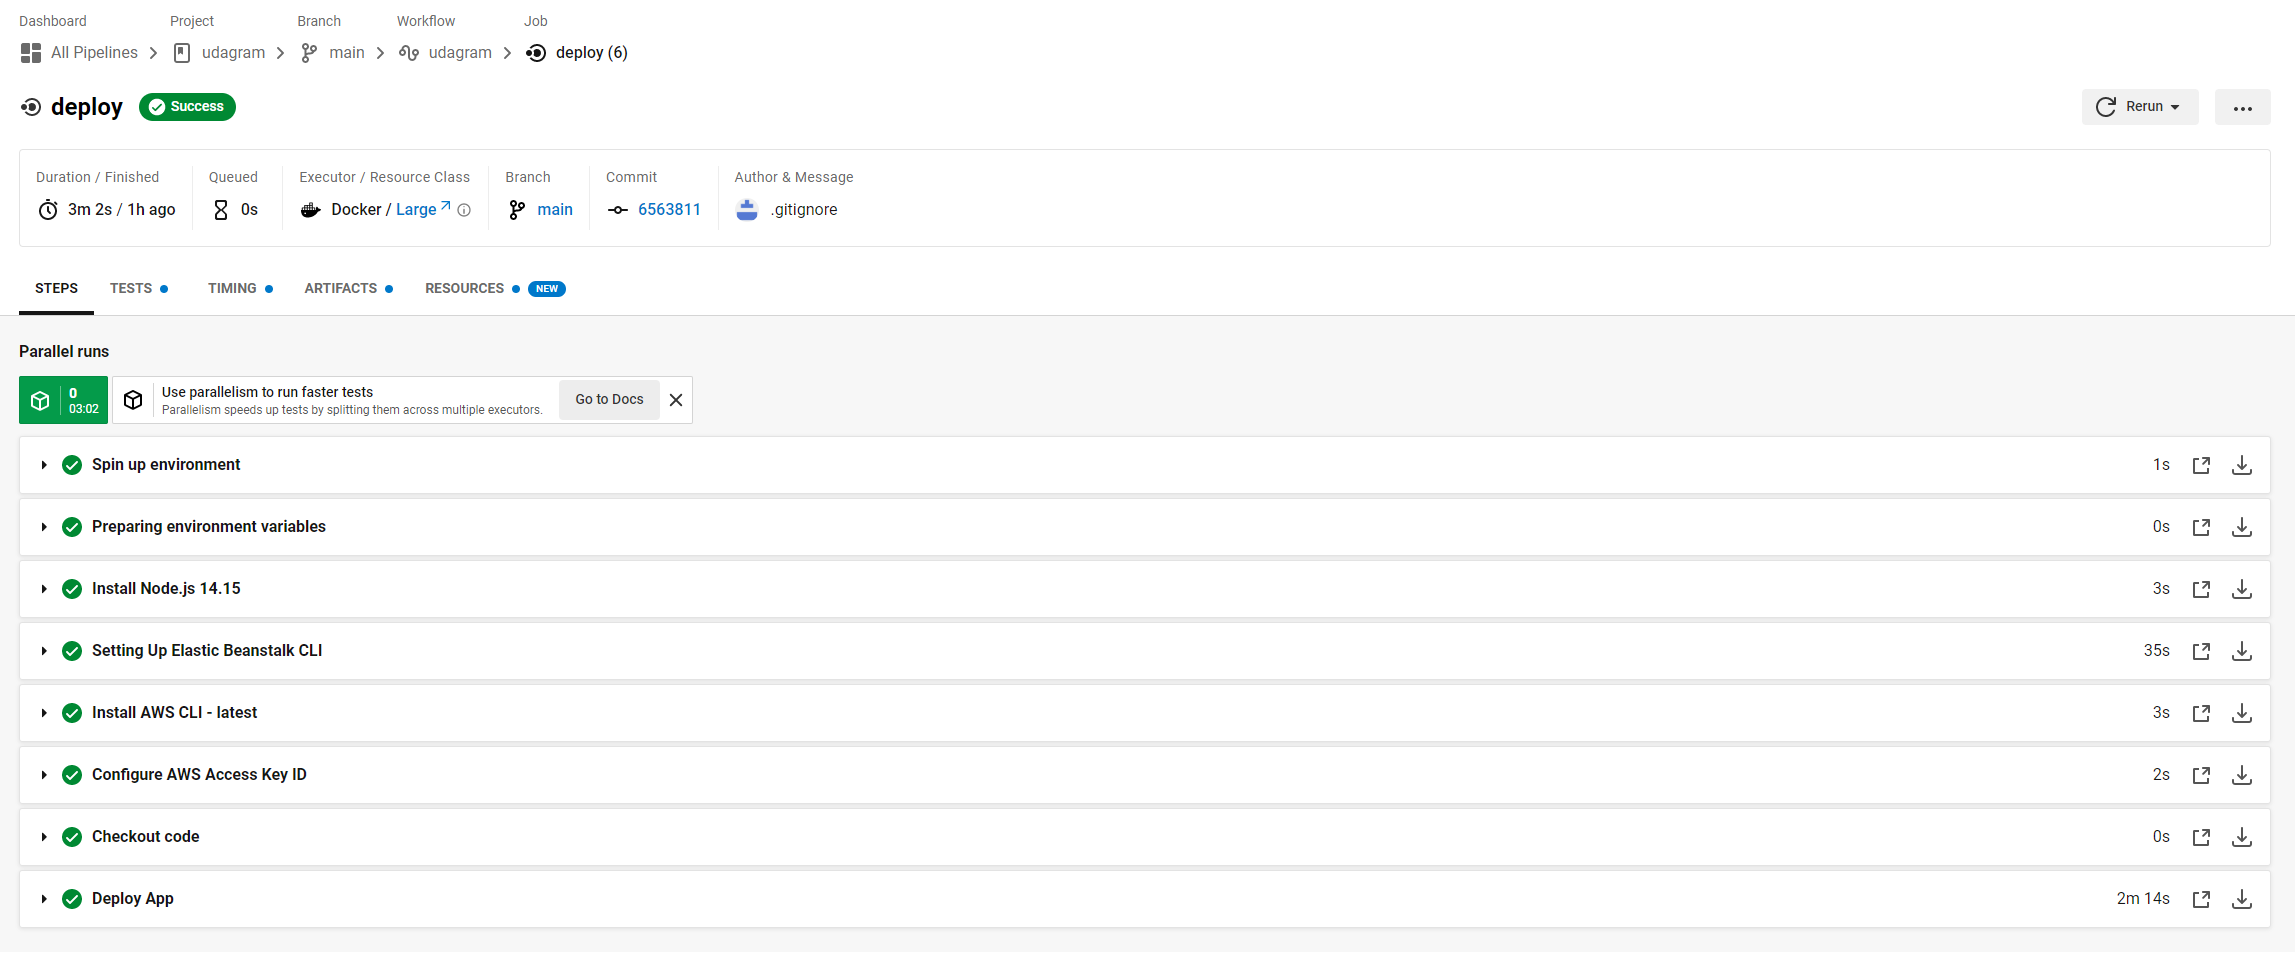 Dashboard Project Branch Workflow Job
All Pipelines udagram main udagram deploy (6)
deploy Success Rerun ...
Duration / Finished Queued Executor / Resource Class Branch Commit Author & Message
3m 2s / 1h ago 0s Docker / Large main 6563811 .gitignore
STEPS TESTS TIMING ARTIFACTS RESOURCES NEW
Parallel runs
0
03:02
Use parallelism to run faster tests
Parallelism speeds up tests by splitting them across multiple executors.
Go to Docs
Spin up environment 1s
Preparing environment variables 0s
Install Node.js 14.15 3s
Setting Up Elastic Beanstalk CLI 35s
Install AWS CLI - latest 3s
Configure AWS Access Key ID 2s
Checkout code 0s
Deploy App 2m 14s